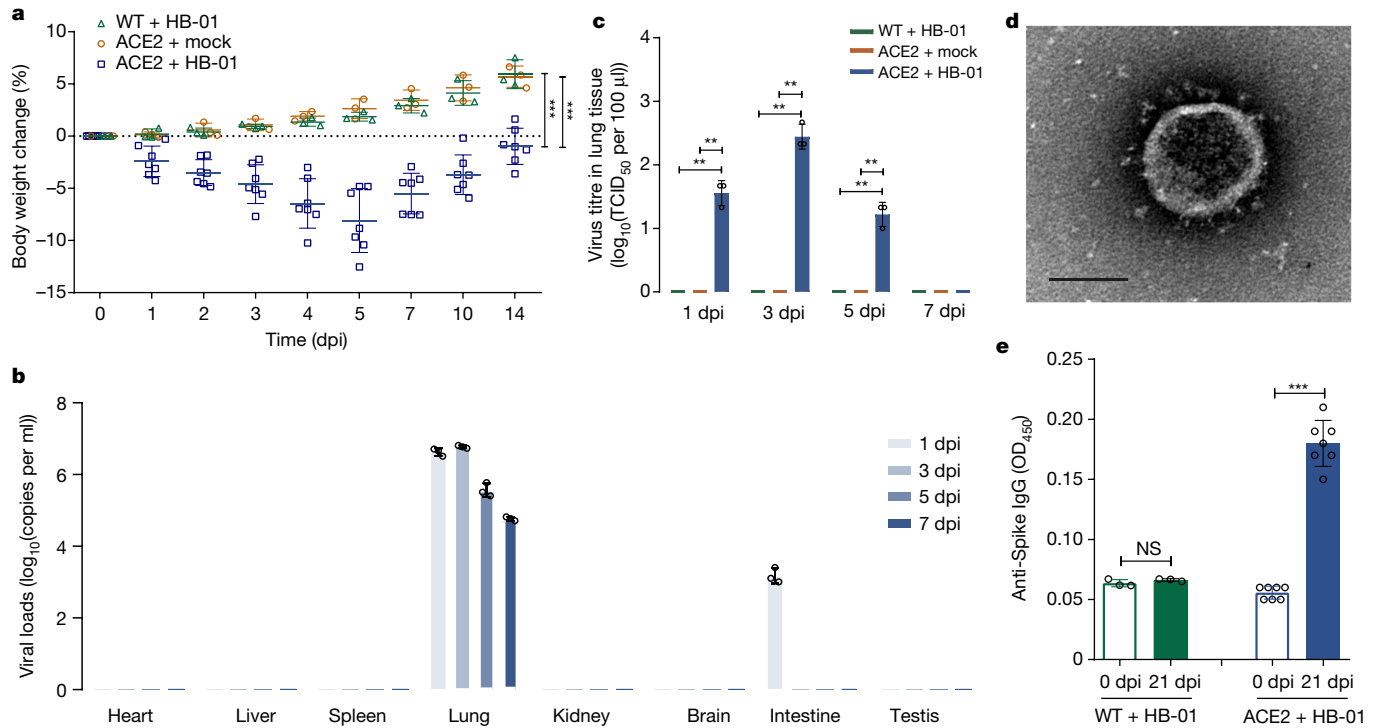 a
WT + HB-01
ACE2 + mock
ACE2 + HB-01
Body weight change (%)
10
5
0
−5
−10
−15
***
***
0 1 2 3 4 5 7 10 14
Time (dpi)
c
WT + HB-01
ACE2 + mock
ACE2 + HB-01
Virus titre in lung tissue
(log10(TCID50 per 100 μl))
4
3
2
1
0
**
**
**
**
**
**
1 dpi 3 dpi 5 dpi 7 dpi
d
b
Viral loads (log10(copies per ml))
8
6
4
2
0
1 dpi
3 dpi
5 dpi
7 dpi
Heart Liver Spleen Lung Kidney Brain Intestine Testis
e
Anti-Spike IgG (OD450)
0.25
0.20
0.15
0.10
0.05
0
NS
***
0 dpi 21 dpi 0 dpi 21 dpi
WT + HB-01 ACE2 + HB-01